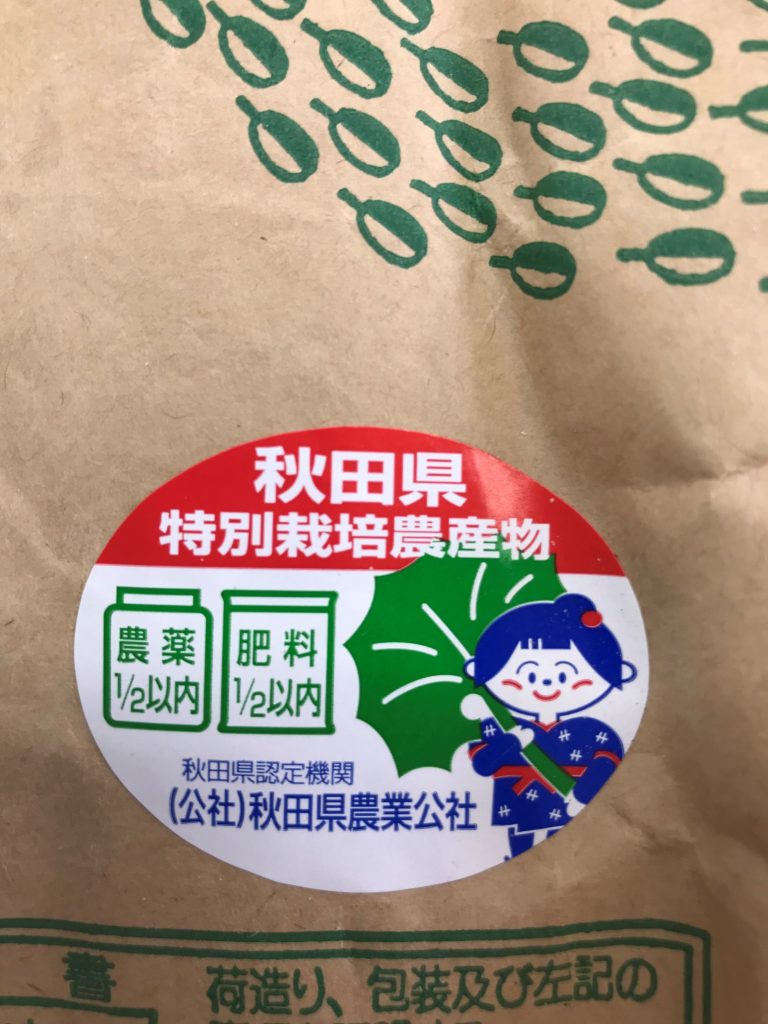 秋田県
特別栽培農産物
農薬
1/2以内
肥料
1/2以内
秋田県認定機関
(公社)秋田県農業公社
書
荷造り、包装及び左記の